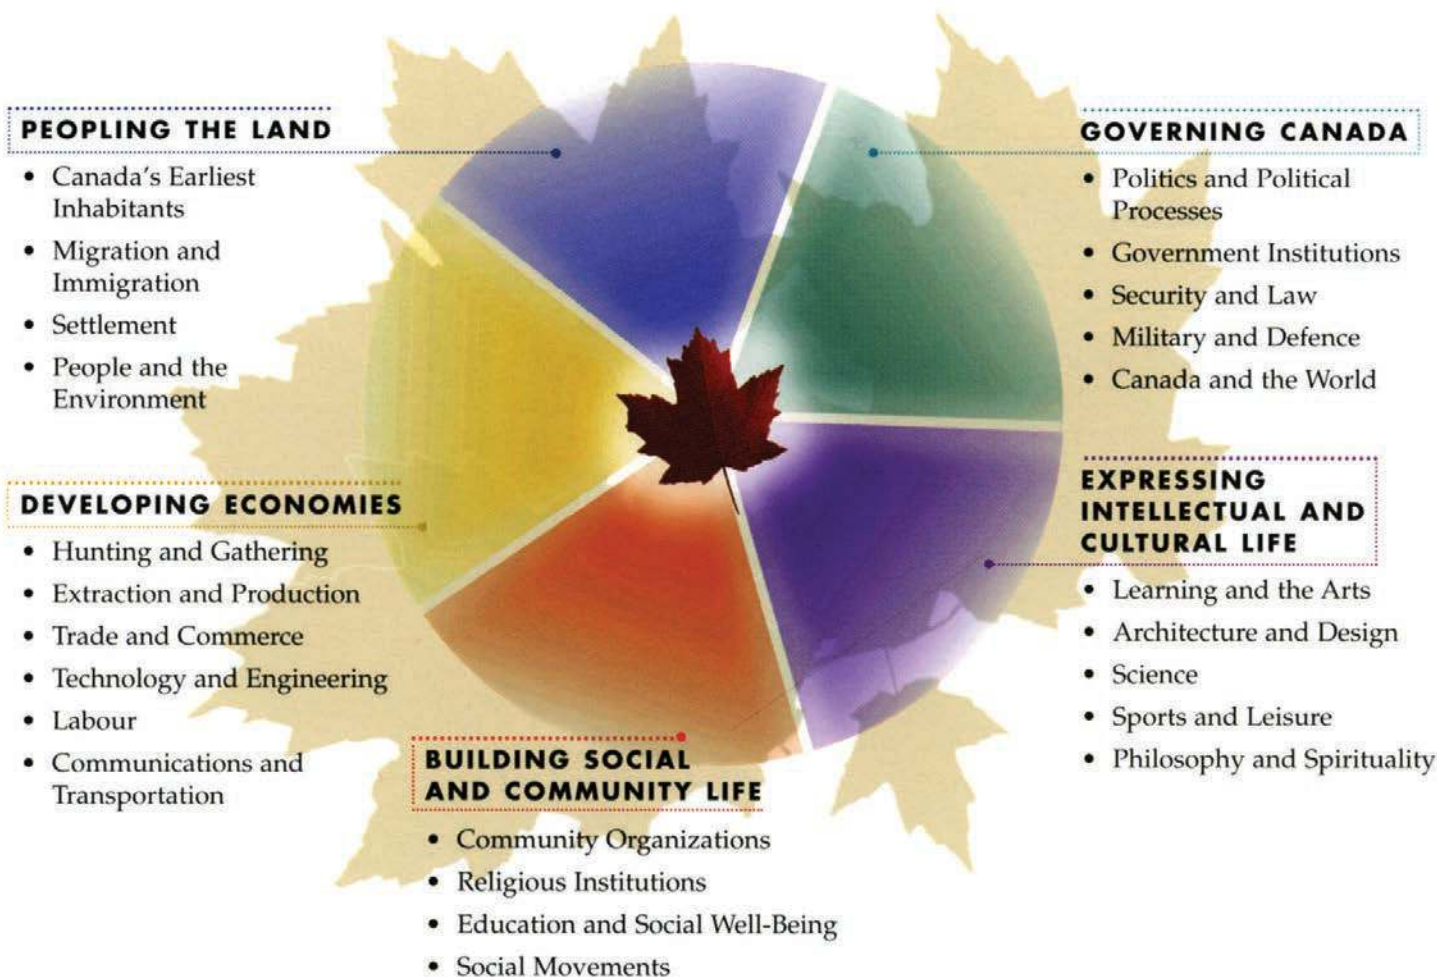 PEOPLING THE LAND
• Canada's Earliest
Inhabitants
• Migration and
Immigration
• Settlement
• People and the
Environment
DEVELOPING ECONOMIES
• Hunting and Gathering
• Extraction and Production
• Trade and Commerce
• Technology and Engineering
• Labour
• Communications and
Transportation
BUILDING SOCIAL
AND COMMUNITY LIFE
• Community Organizations
• Religious Institutions
• Education and Social Well-Being
• Social Movements
GOVERNING CANADA
• Politics and Political
Processes
• Government Institutions
• Security and Law
• Military and Defence
• Canada and the World
EXPRESSING
INTELLECTUAL AND
CULTURAL LIFE
• Learning and the Arts
• Architecture and Design
• Science
• Sports and Leisure
• Philosophy and Spirituality